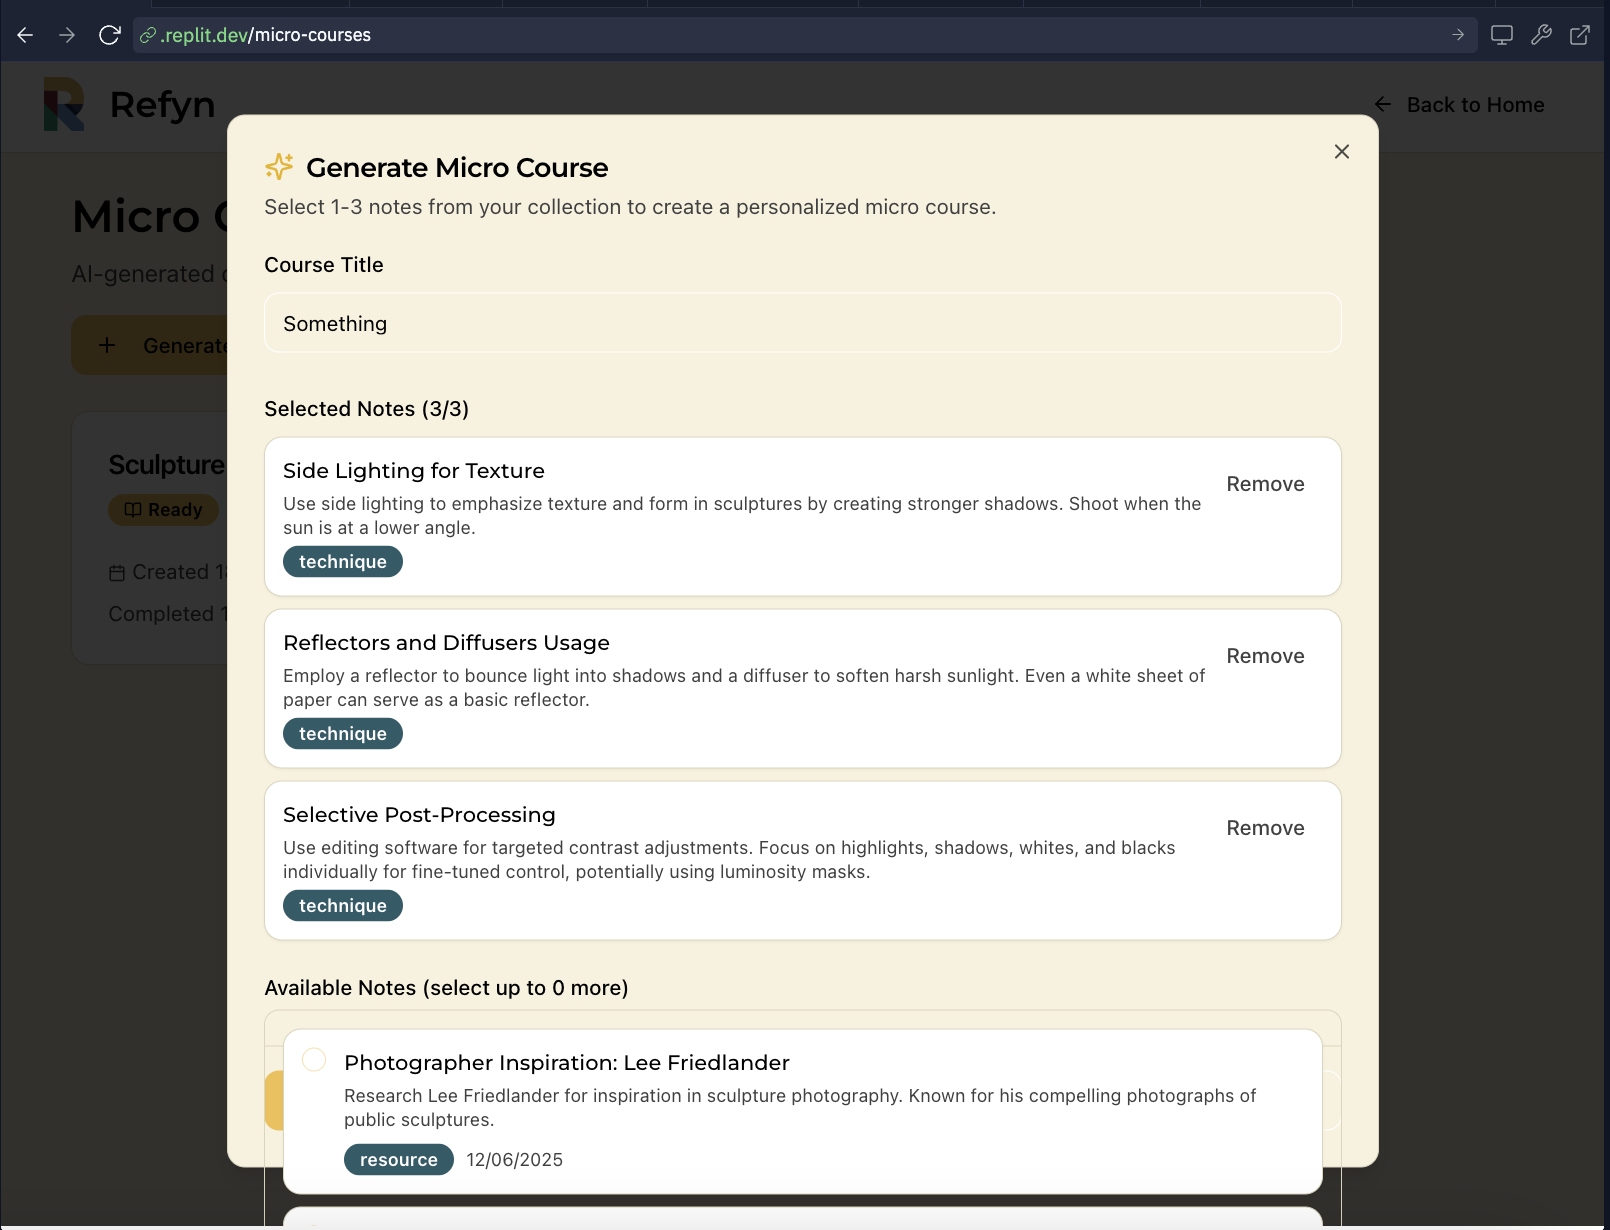 .replit.dev/micro-courses
Refyn
Back to Home
Generate Micro Course
Select 1-3 notes from your collection to create a personalized micro course.
Micro
AI-generated
Course Title
Something
+ Generate
Selected Notes (3/3)
Sculpture
Ready
Created
Completed
Side Lighting for Texture
Remove
Use side lighting to emphasize texture and form in sculptures by creating stronger shadows. Shoot when the
sun is at a lower angle.
technique
Reflectors and Diffusers Usage
Remove
Employ a reflector to bounce light into shadows and a diffuser to soften harsh sunlight. Even a white sheet of
paper can serve as a basic reflector.
technique
Selective Post-Processing
Remove
Use editing software for targeted contrast adjustments. Focus on highlights, shadows, whites, and blacks
individually for fine-tuned control, potentially using luminosity masks.
technique
Available Notes (select up to 0 more)
Photographer Inspiration: Lee Friedlander
Research Lee Friedlander for inspiration in sculpture photography. Known for his compelling photographs of
public sculptures.
resource 12/06/2025